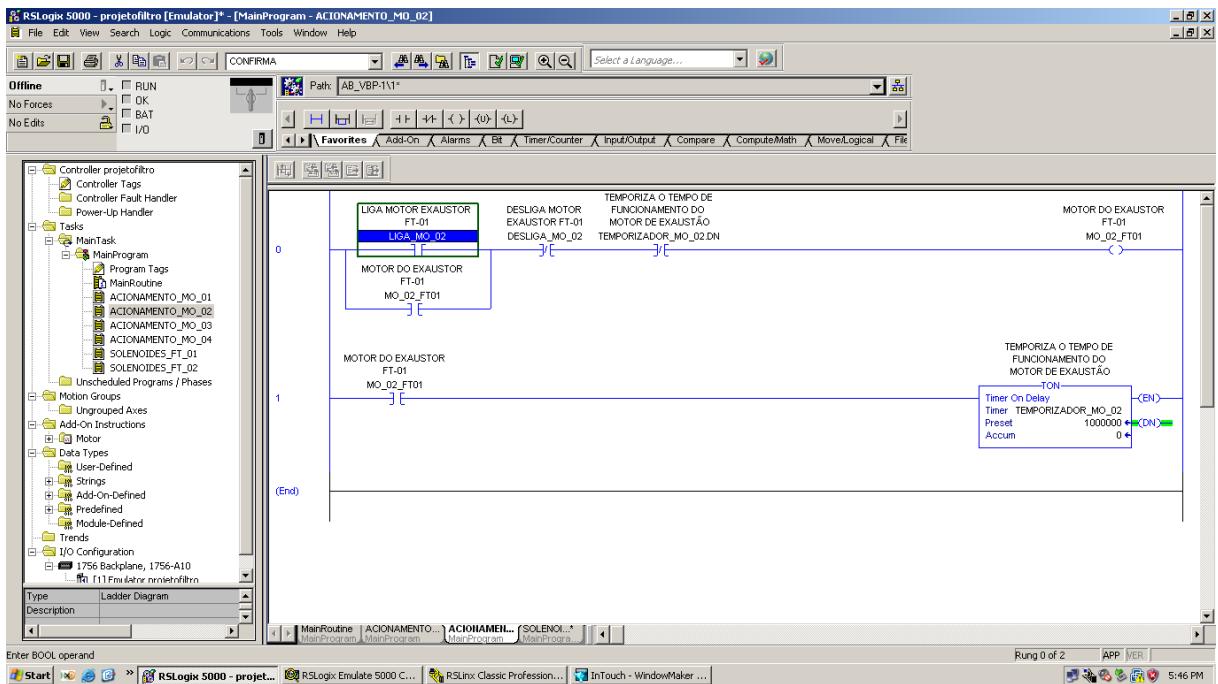 RSLogix 5000 - projetofiltro [Emulator]* - [MainProgram - ACIONAMENTO_MO_02]
File Edit View Search Logic Communications Tools Window Help
CONFIRMA
Select a Language...
Offline
RUN
No Forces
OK
No Edits
BAT
I/O
Path: AB_VBP-1\1*
Favorites Add-On Alarms Bit Timer/Counter Input/Output Compare Compute/Math Move/Logical File
Controller projetofiltro
Controller Tags
Controller Fault Handler
Power-Up Handler
Tasks
MainTask
MainProgram
Program Tags
MainRoutine
ACIONAMENTO_MO_01
ACIONAMENTO_MO_02
ACIONAMENTO_MO_03
ACIONAMENTO_MO_04
SOLENOIDES_FT_01
SOLENOIDES_FT_02
Unscheduled Programs / Phases
Motion Groups
Ungrouped Axes
Add-On Instructions
Motor
Data Types
User-Defined
Strings
Add-On-Defined
Predefined
Module-Defined
Trends
I/O Configuration
1756 Backplane, 1756-A10
[1] Emulator projetofiltro
Type Ladder Diagram
Description
0
LIGA MOTOR EXAUSTOR
FT-01
LIGA_MO_02
DESLIGA MOTOR
EXAUSTOR FT-01
DESLIGA_MO_02
TEMPORIZA O TEMPO DE
FUNCIONAMENTO DO
MOTOR DE EXAUSTÃO
TEMPORIZADOR_MO_02.DN
MOTOR DO EXAUSTOR
FT-01
MO_02_FT01
MOTOR DO EXAUSTOR
FT-01
MO_02_FT01
1
MOTOR DO EXAUSTOR
FT-01
MO_02_FT01
TEMPORIZA O TEMPO DE
FUNCIONAMENTO DO
MOTOR DE EXAUSTÃO
TON
Timer On Delay
Timer TEMPORIZADOR_MO_02
Preset 1000000
Accum 0
(EN)
(DN)
(End)
MainRoutine ACIONAMENTO... ACIONAMEN... SOLENOI...*
MainProgram MainProgram MainProgram MainProgra...
Enter BOOL operand
Rung 0 of 2 APP VER
Start » RSLogix 5000 - projet... RSLogix Emulate 5000 C... RSLinx Classic Profession... InTouch - WindowMaker ... 5:46 PM